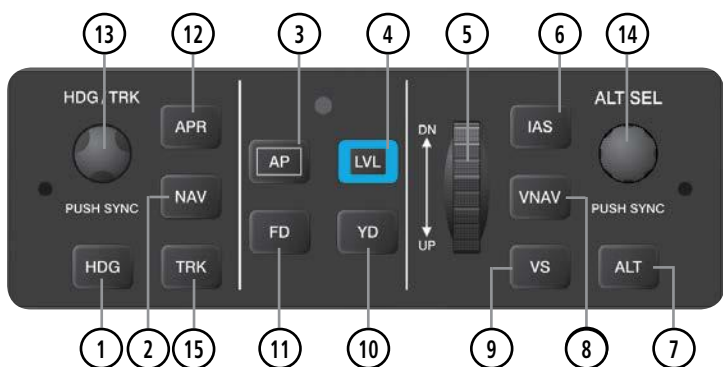 13 12 3 4 5 6 14
HDG/TRK
ALT SEL
APR
IAS
DN
AP
LVL
NAV
VNAV
PUSH SYNC
PUSH SYNC
FD
YD
UP
HDG
TRK
VS
ALT
1 2 15 11 10 9 8 7